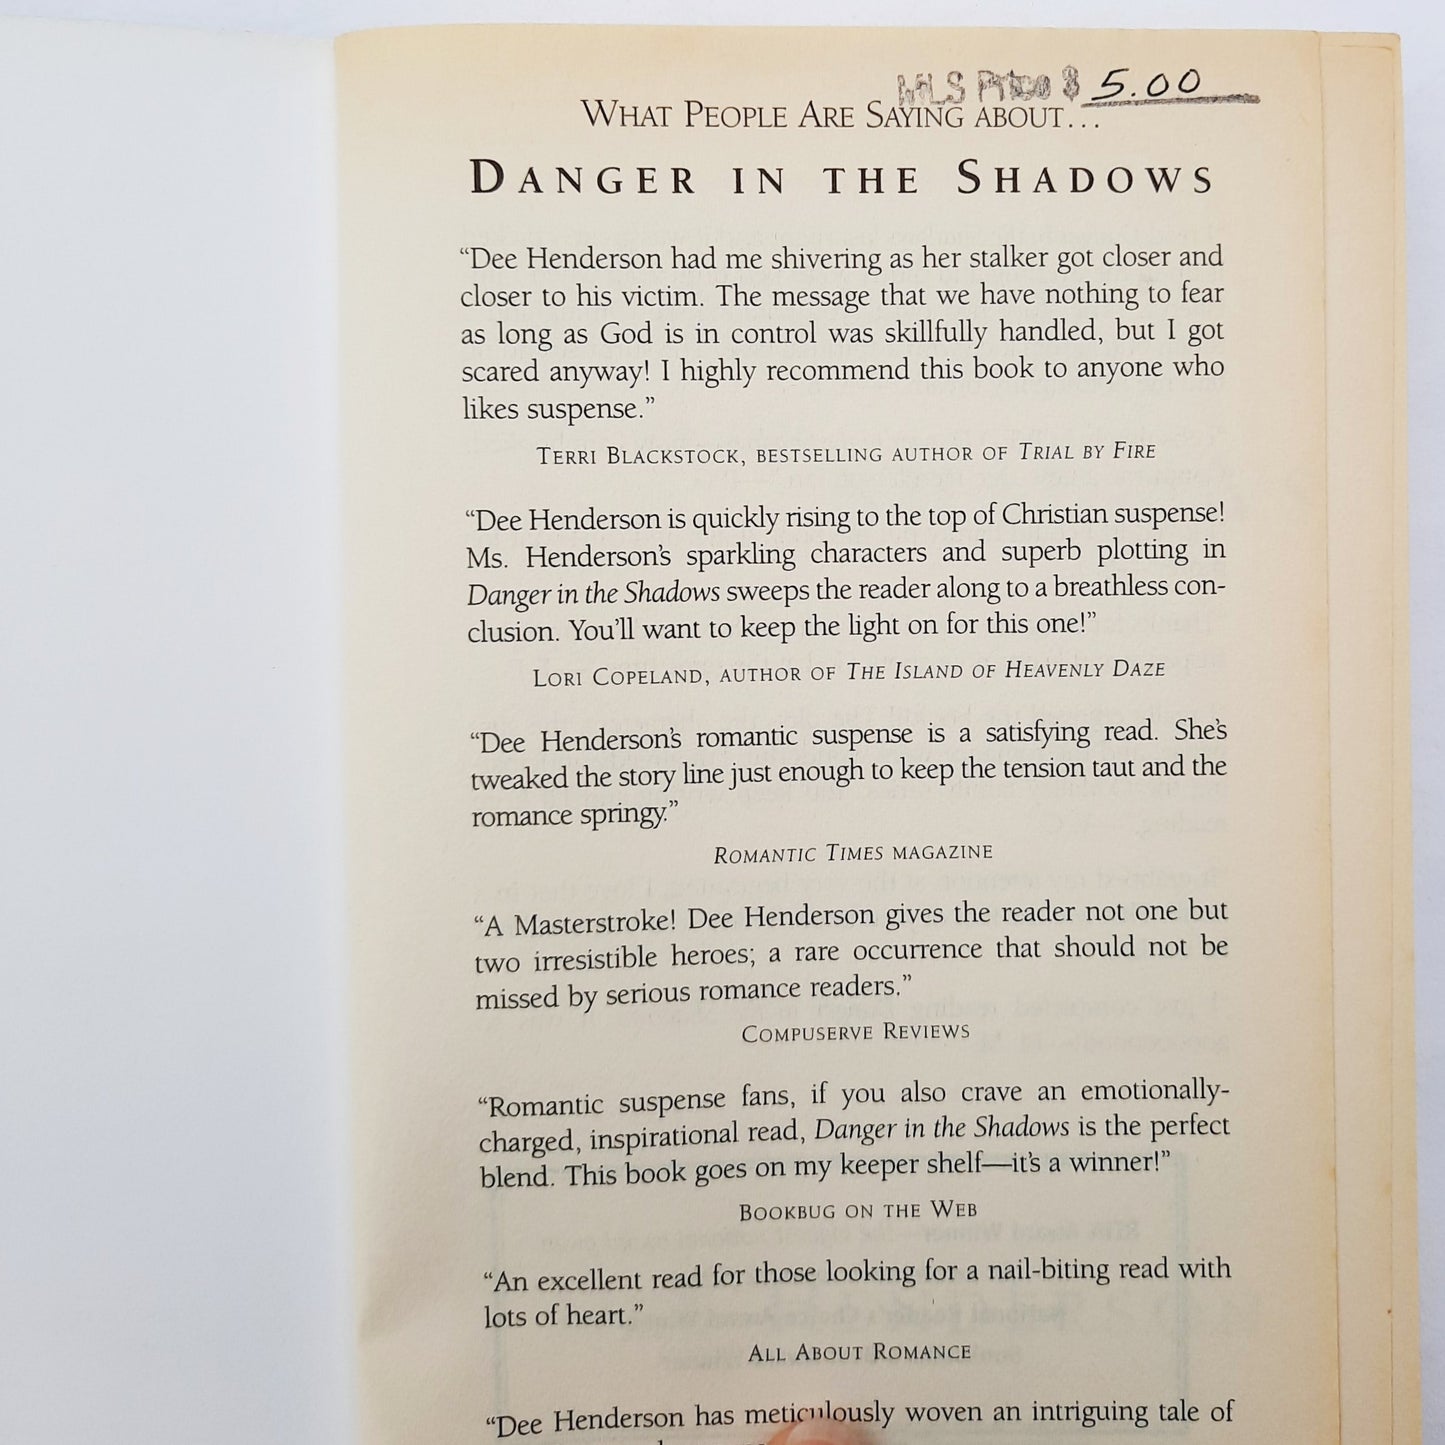 MLS Price $ 5.00
WHAT PEOPLE ARE SAYING ABOUT...
DANGER IN THE SHADOWS
“Dee Henderson had me shivering as her stalker got closer and
closer to his victim. The message that we have nothing to fear
as long as God is in control was skillfully handled, but I got
scared anyway! I highly recommend this book to anyone who
likes suspense.”
TERRI BLACKSTOCK, BESTSELLING AUTHOR OF TRIAL BY FIRE
“Dee Henderson is quickly rising to the top of Christian suspense!
Ms. Henderson's sparkling characters and superb plotting in
Danger in the Shadows sweeps the reader along to a breathless con-
clusion. You'll want to keep the light on for this one!”
LORI COPELAND, AUTHOR OF THE ISLAND OF HEAVENLY DAZE
“Dee Henderson's romantic suspense is a satisfying read. She's
tweaked the story line just enough to keep the tension taut and the
romance springy.”
ROMANTIC TIMES MAGAZINE
“A Masterstroke! Dee Henderson gives the reader not one but
two irresistible heroes; a rare occurrence that should not be
missed by serious romance readers.”
COMPUSERVE REVIEWS
“Romantic suspense fans, if you also crave an emotionally-
charged, inspirational read, Danger in the Shadows is the perfect
blend. This book goes on my keeper shelf—it's a winner!”
BOOKBUG ON THE WEB
“An excellent read for those looking for a nail-biting read with
lots of heart.”
ALL ABOUT ROMANCE
“Dee Henderson has meticulously woven an intriguing tale of